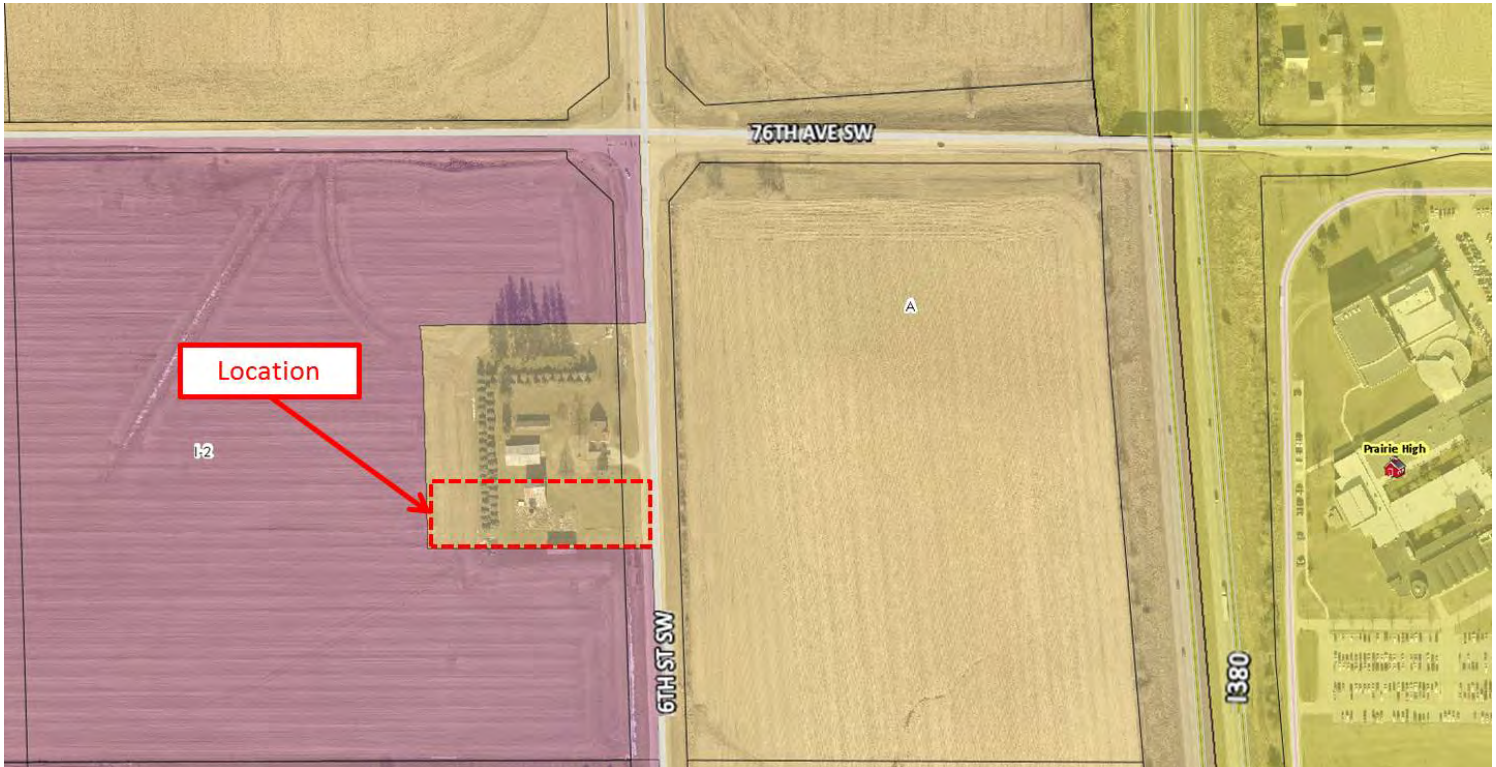 76TH AVE SW
A
Location
I-2
Prairie High
6TH ST SW
I380